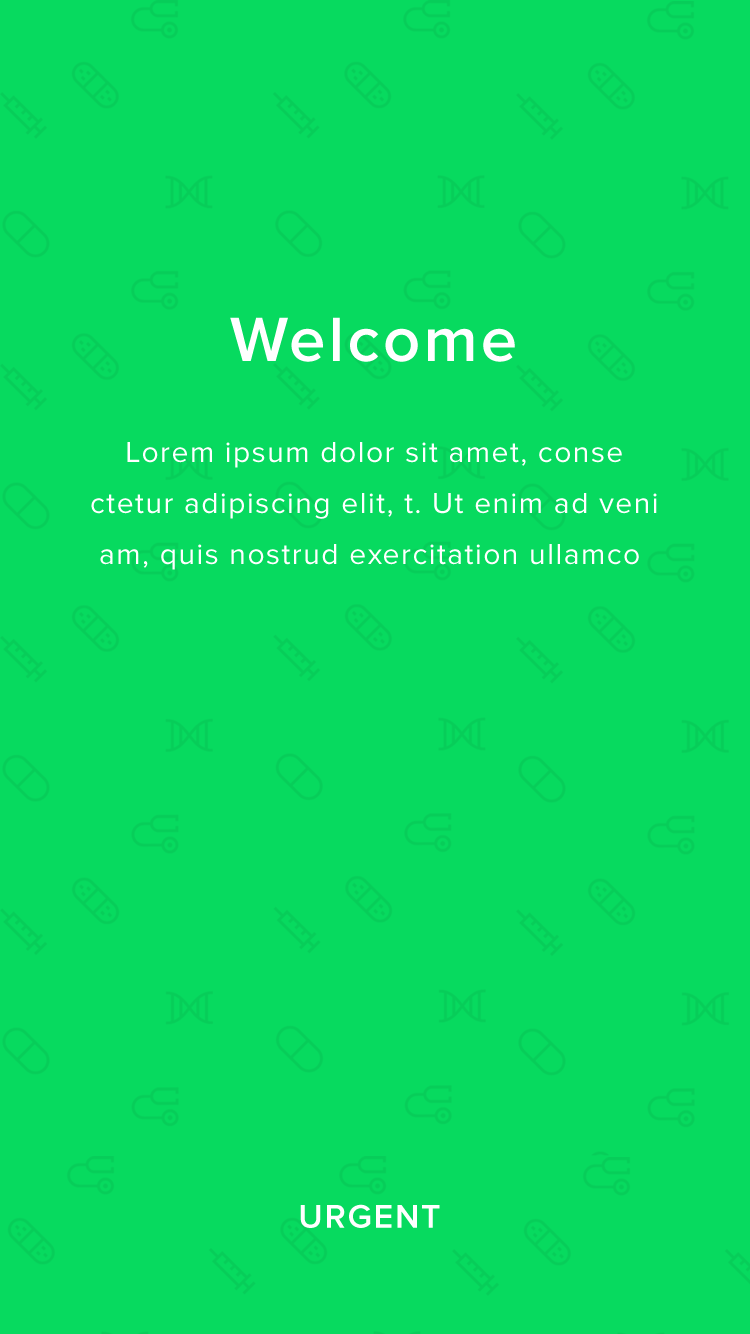 Welcome
Lorem ipsum dolor sit amet, conse
ctetur adipiscing elit, t. Ut enim ad veni
am, quis nostrud exercitation ullamco
URGENT